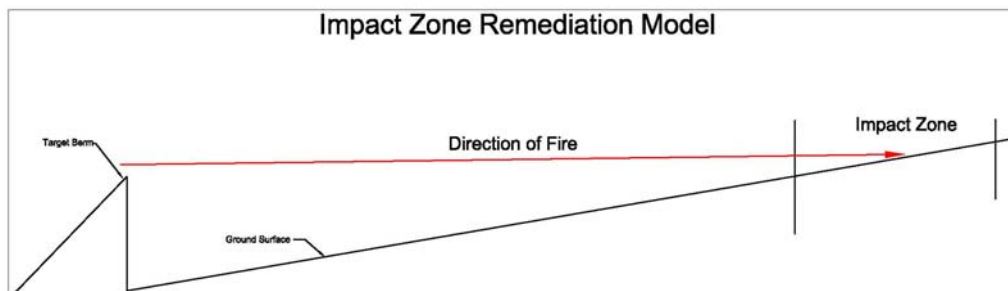 Impact Zone Remediation Model
Impact Zone
Target Berm
Direction of Fire
Ground Surface